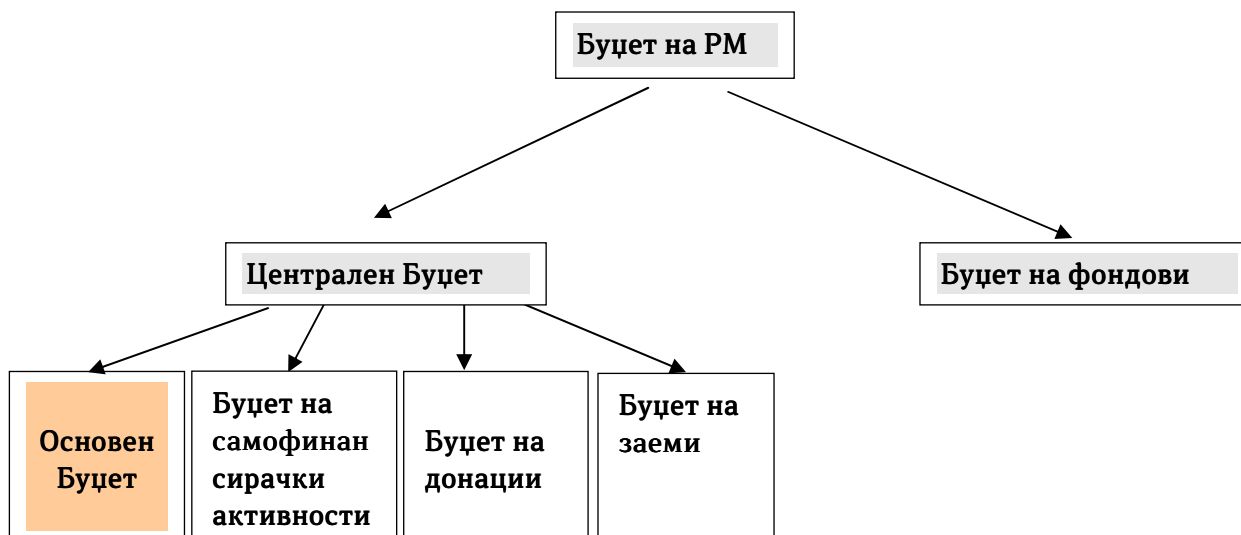 Буџет на РМ
Централен Буџет
Буџет на фондови
Основен
Буџет
Буџет на
самофинан
сирачки
активности
Буџет на
донации
Буџет на
заеми